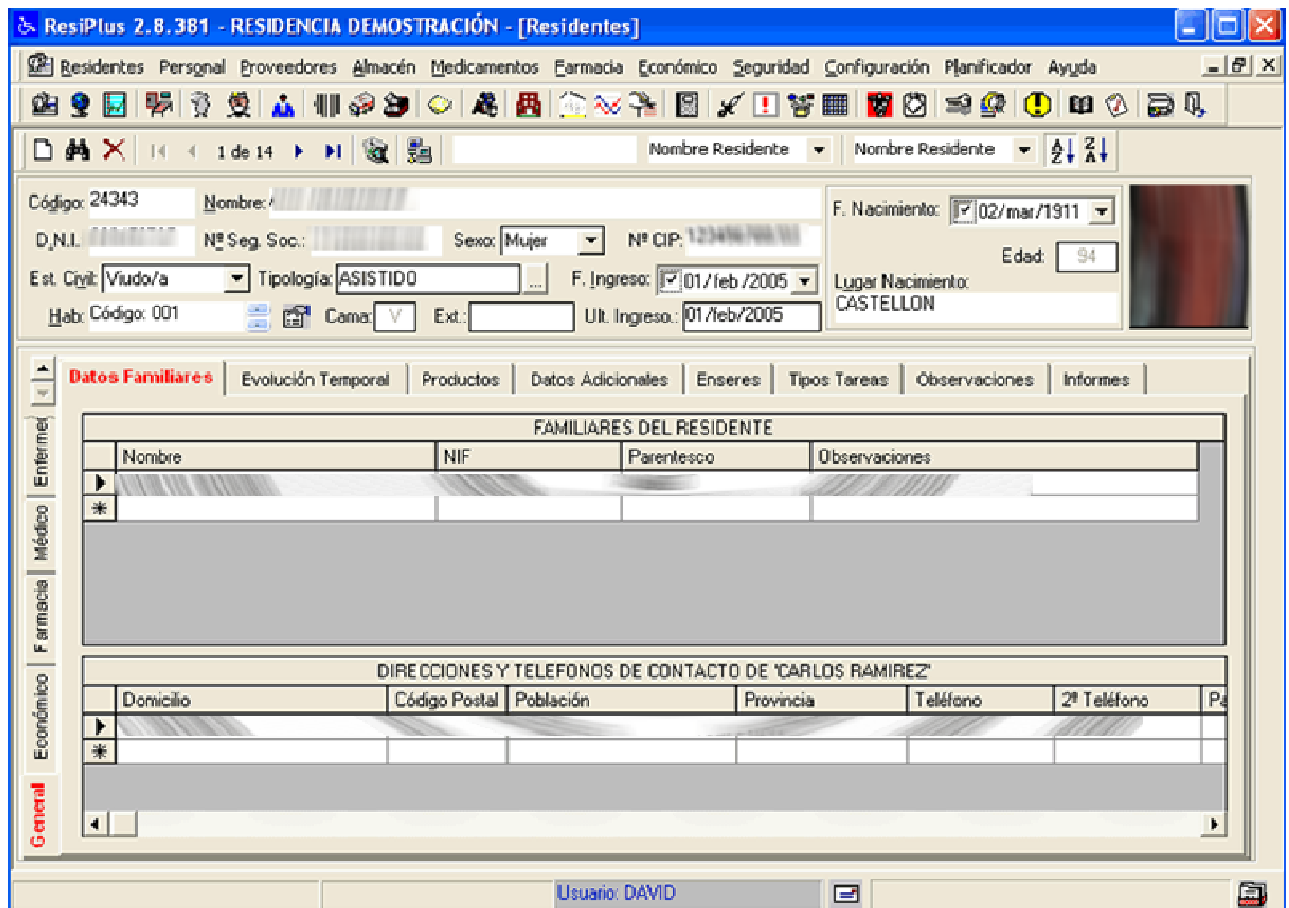 ResiPlus 2.8.381 - RESIDENCIA DEMOSTRACIÓN - [Residentes]
Residentes Personal Proveedores Almacén Medicamentos Farmacia Económico Seguridad Configuración Planificador Ayuda
1 de 14 Nombre Residente Nombre Residente
Código: 24343 Nombre: F. Nacimiento: 02/mar/1911
D.N.I. Nº Seg. Soc.: Sexo: Mujer Nº CIP: Edad: 94
Est. Civil: Viudo/a Tipología: ASISTIDO ... F. Ingreso: 01/feb /2005 Lugar Nacimiento:
CASTELLON
Hab: Código: 001 Cama: V Ext.: Ult. Ingreso.: 01/feb/2005
Datos Familiares Evolución Temporal Productos Datos Adicionales Enseres Tipos Tareas Observaciones Informes
FAMILIARES DEL RESIDENTE
Nombre NIF Parentesco Observaciones
DIRECCIONES Y TELEFONOS DE CONTACTO DE 'CARLOS RAMIREZ'
Domicilio Código Postal Población Provincia Teléfono 2º Teléfono Pa
Enfermer
Médico
Farmacia
Económico
General
Usuario: DAVID